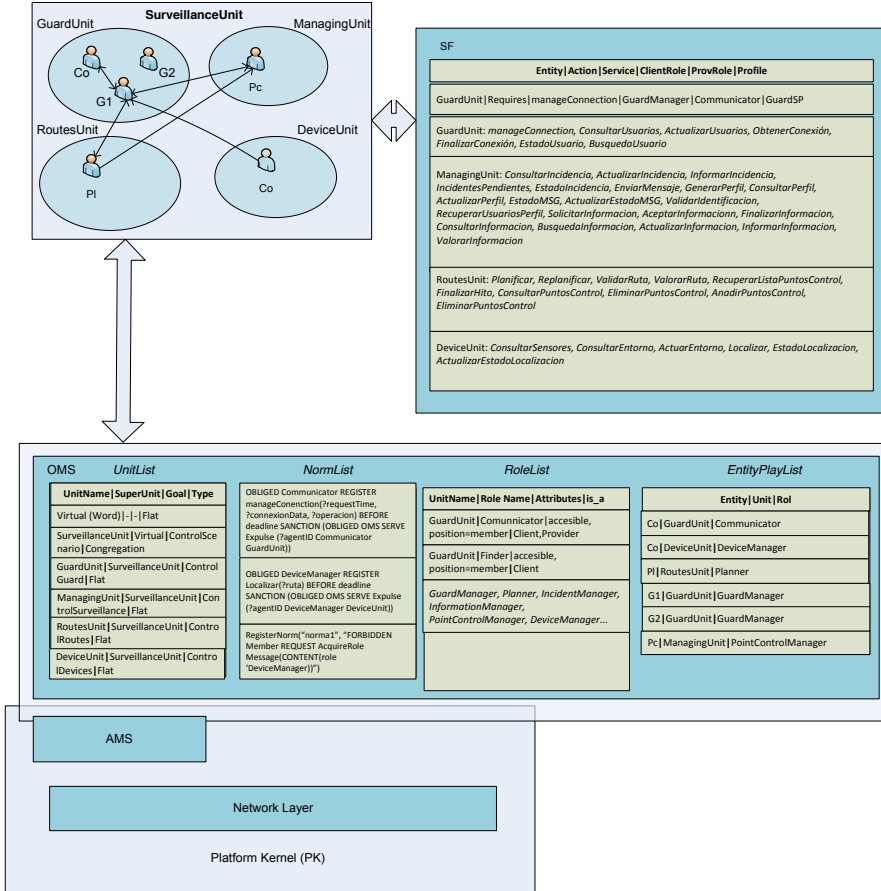 SurveillanceUnit
GuardUnit
ManagingUnit
Co
G2
G1
Pc
RoutesUnit
DeviceUnit
Pl
Co
SF
Entity|Action|Service|ClientRole|ProvRole|Profile
GuardUnit|Requires|manageConnection|GuardManager|Communicator|GuardSP
GuardUnit: manageConnection, ConsultarUsuarios, ActualizarUsuarios, ObtenerConexión,
FinalizarConexión, EstadoUsuario, BusquedaUsuario
ManagingUnit: ConsultarIncidencia, ActualizarIncidencia, InformarIncidencia,
IncidentesPendientes, EstadoIncidencia, EnviarMensaje, GenerarPerfil, ConsultarPerfil,
ActualizarPerfil, EstadoMSG, ActualizarEstadoMSG, ValidarIdentificacion,
RecuperarUsuariosPerfil, SolicitarInformacion, AceptarInformacionn, FinalizarInformacion,
ConsultarInformacion, BusquedaInformacion, ActualizarInformacion, InformarInformacion,
ValorarInformacion
RoutesUnit: Planificar, Replanificar, ValidarRuta, ValorarRuta, RecuperarListaPuntosControl,
FinalizarHito, ConsultarPuntosControl, EliminarPuntosControl, AnadirPuntosControl,
EliminarPuntosControl
DeviceUnit: ConsultarSensores, ConsultarEntorno, ActuarEntorno, Localizar, EstadoLocalizacion,
ActualizarEstadoLocalizacion
OMS
UnitList
UnitName|SuperUnit|Goal|Type
Virtual (Word)|-|-|Flat
SurveillanceUnit|Virtual|ControlSce
nario|Congregation
GuardUnit|SurveillanceUnit|Control
Guard|Flat
ManagingUnit|SurveillanceUnit|Con
trolSurveillance|Flat
RoutesUnit|SurveillanceUnit|Contro
lRoutes|Flat
DeviceUnit|SurveillanceUnit|Contro
lDevices|Flat
NormList
OBLIGED Communicator REGISTER
manageConenction(?requestTime,
?connexionData, ?operacion) BEFORE
deadline SANCTION (OBLIGED OMS SERVE
Expulse (?agentID Communicator
GuardUnit))
OBLIGED DeviceManager REGISTER
Localizar(?ruta) BEFORE deadline
SANCTION (OBLIGED OMS SERVE Expulse
(?agentID DeviceManager DeviceUnit))
RegisterNorm("norma1", "FORBIDDEN
Member REQUEST AcquireRole
Message(CONTENT(role
'DeviceManager))")
RoleList
UnitName|Role Name|Attributes|is_a
GuardUnit|Comunnicator|accesible,
position=member|Client,Provider
GuardUnit|Finder|accesible,
position=member|Client
GuardManager, Planner, IncidentManager,
InformationManager,
PointControlManager, DeviceManager...
EntityPlayList
Entity|Unit|Rol
Co|GuardUnit|Communicator
Co|DeviceUnit|DeviceManager
Pl|RoutesUnit|Planner
G1|GuardUnit|GuardManager
G2|GuardUnit|GuardManager
Pc|ManagingUnit|PointControlManager
AMS
Network Layer
Platform Kernel (PK)